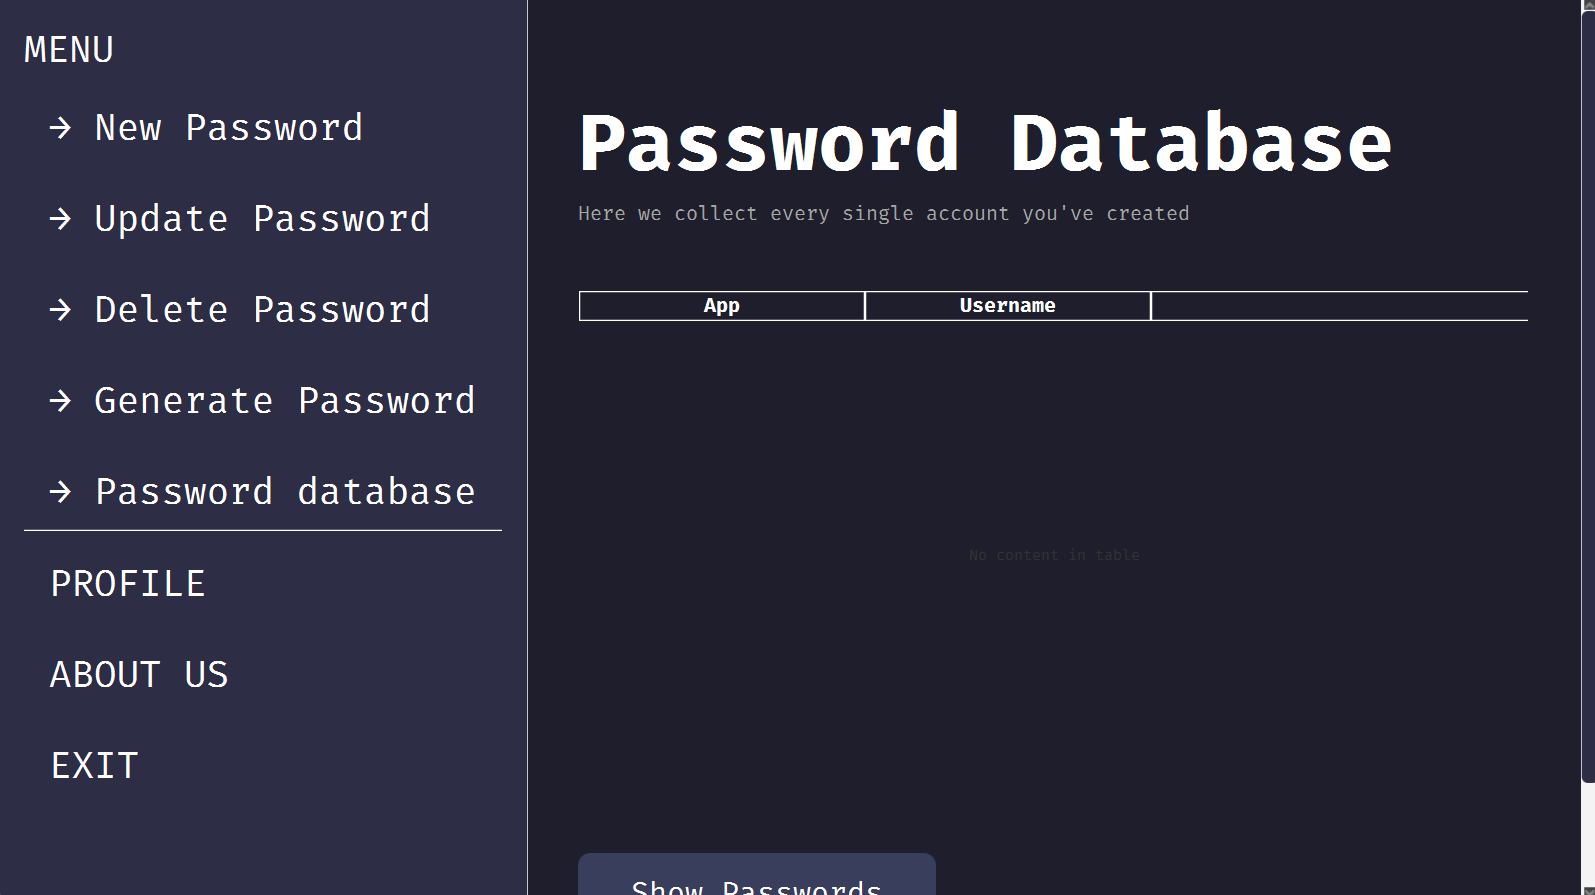 MENU
→ New Password
→ Update Password
→ Delete Password
→ Generate Password
→ Password database
PROFILE
ABOUT US
EXIT
Password Database
Here we collect every single account you've created
App Username
No content in table
Show Passwords